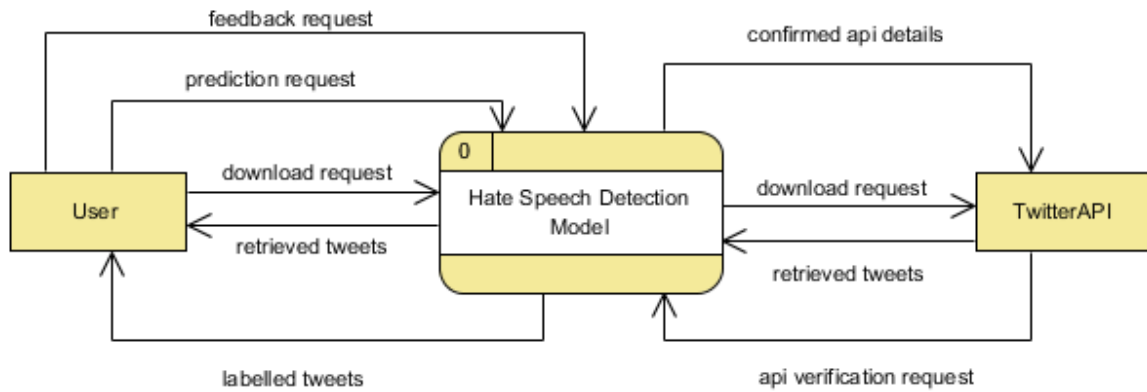 feedback request
confirmed api details
prediction request
0
download request
Hate Speech Detection
Model
download request
User
TwitterAPI
retrieved tweets
retrieved tweets
labelled tweets
api verification request